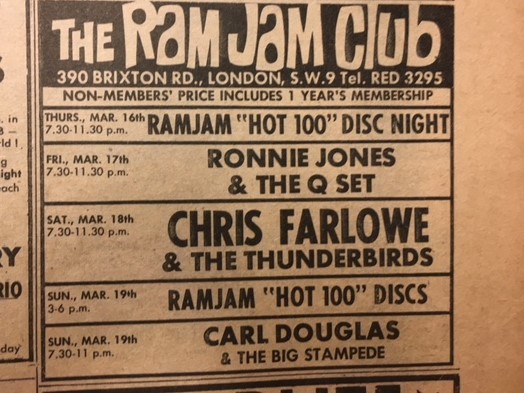 THE RAM JAM CLUB
390 BRIXTON RD., LONDON, S.W.9 Tel. RED 3295
NON-MEMBERS' PRICE INCLUDES 1 YEAR'S MEMBERSHIP
THURS., MAR. 16th
7.30-11.30 p.m.
RAMJAM "HOT 100" DISC NIGHT
FRI., MAR. 17th
7.30-11.30 p.m.
RONNIE JONES
& THE Q SET
SAT., MAR. 18th
7.30-11.30 p.m.
CHRIS FARLOWE
& THE THUNDERBIRDS
SUN., MAR. 19th
3-6 p.m.
RAMJAM "HOT 100" DISCS
SUN., MAR. 19th
7.30-11 p.m.
CARL DOUGLAS
& THE BIG STAMPEDE